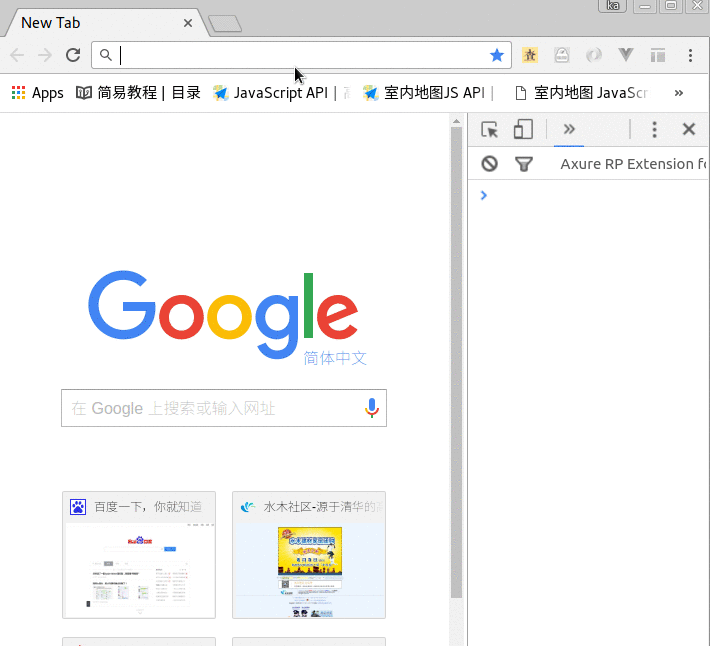 New Tab
ka
Apps
简易教程 | 目录
JavaScript API |
室内地图JS API |
室内地图 JavaScr
»
»
Axure RP Extension fo
Google
简体中文
在 Google 上搜索或输入网址
百度一下，你就知道
水木社区-源于清华的高